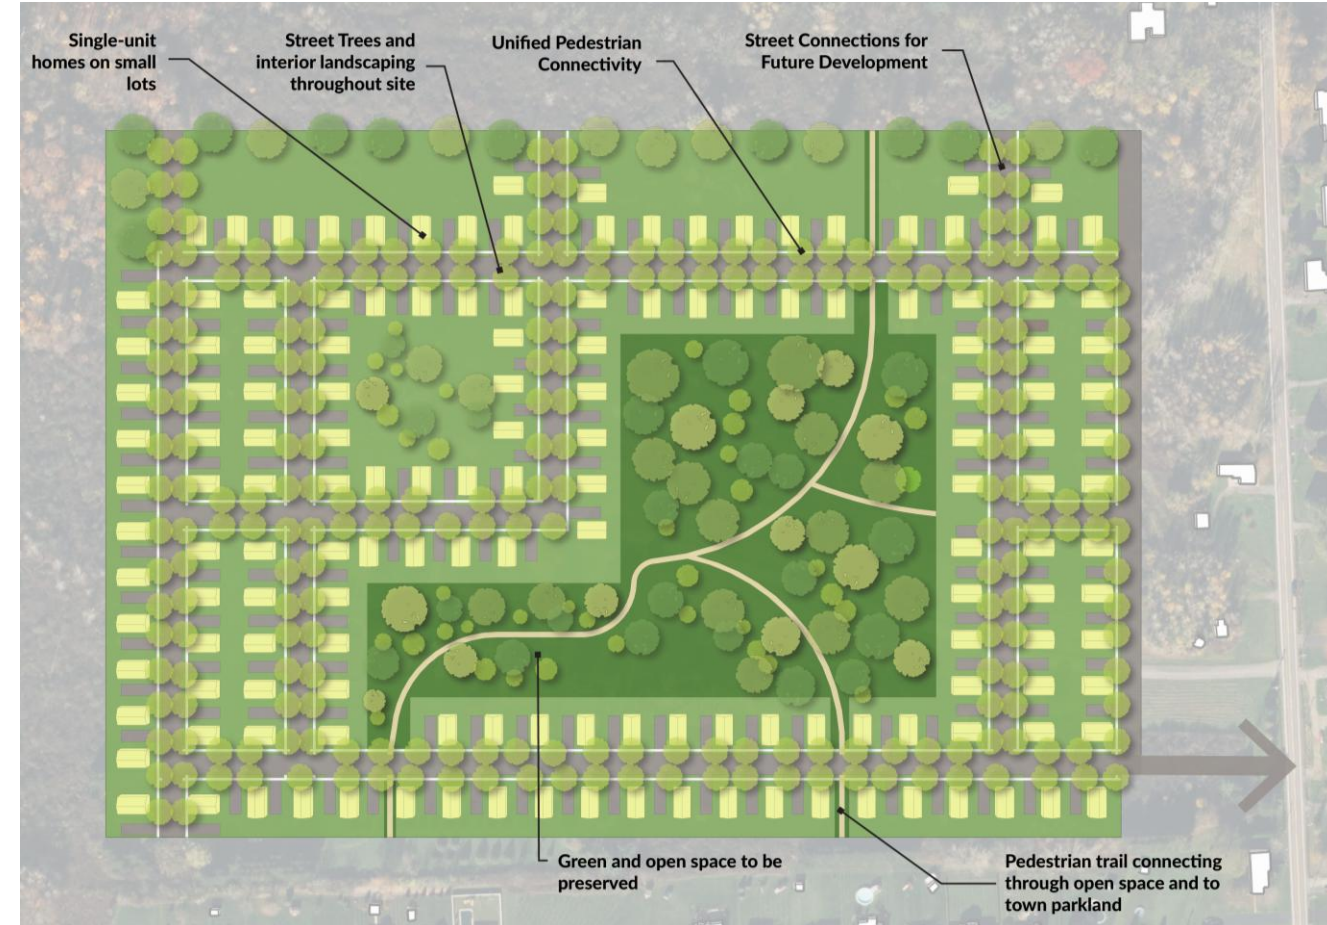 Single-unit
homes on small
lots
Street Trees and
interior landscaping
throughout site
Unified Pedestrian
Connectivity
Street Connections for
Future Development
Green and open space to be
preserved
Pedestrian trail connecting
through open space and to
town parkland